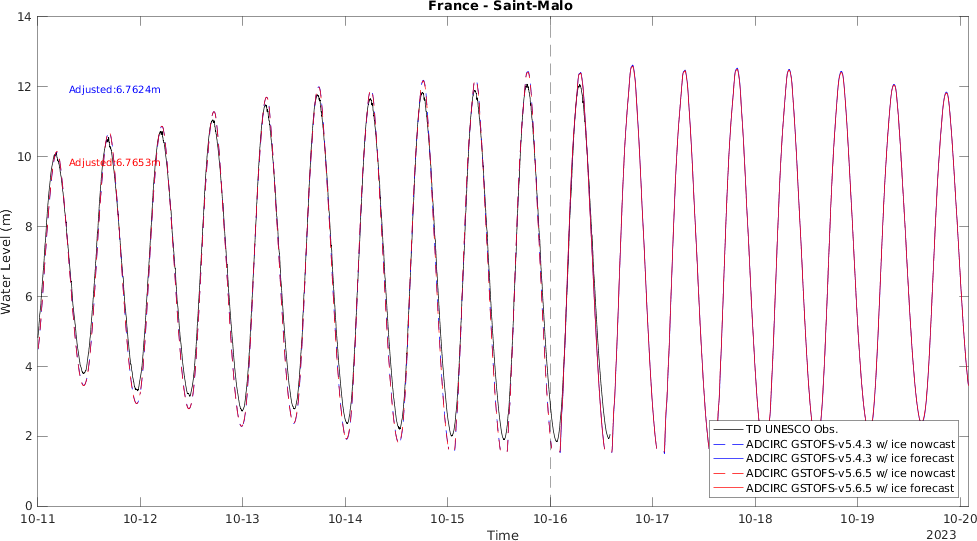 France - Saint-Malo
Water Level (m)
14
12
10
8
6
4
2
0
Adjusted:6.7624m
Adjusted:6.7653m
TD UNESCO Obs.
ADCIRC GSTOFS-v5.4.3 w/ ice nowcast
ADCIRC GSTOFS-v5.4.3 w/ ice forecast
ADCIRC GSTOFS-v5.6.5 w/ ice nowcast
ADCIRC GSTOFS-v5.6.5 w/ ice forecast
10-11 10-12 10-13 10-14 10-15 10-16 10-17 10-18 10-19 10-20
Time
2023